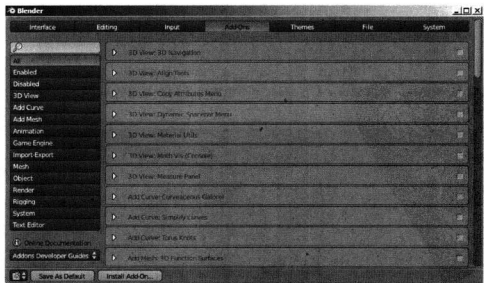 Blender
Interface Editing Input Add-Ons Themes File System
All
Enabled
Disabled
3D View
Add Curve
Add Mesh
Animation
Game Engine
Import-Export
Mesh
Object
Render
Rigging
System
Text Editor
Online Documentation
Addons Developer Guides
3D View: 3D Navigation
3D View: Align Tools
3D View: Copy Attributes Menu
3D View: Dynamic Spacebar Menu
3D View: Material Utils
3D View: Math Vis (Console)
3D View: Measure Panel
Add Curve: Curveaceous Galore!
Add Curve: Simplify Curves
Add Curve: Torus Knots
Add Mesh: 3D Function Surfaces
Save As Default Install Add-On...